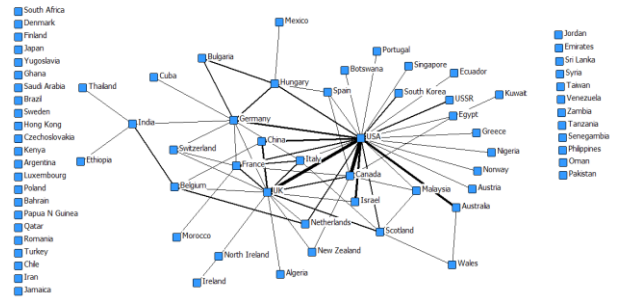 South Africa
Denmark
Finland
Japan
Yugoslavia
Ghana
Saudi Arabia
Brazil
Sweden
Hong Kong
Czechoslovakia
Kenya
Argentina
Luxembourg
Poland
Bahrain
Papua N Guinea
Qatar
Romania
Turkey
Chile
Iran
Jamaica
Mexico
Bulgaria
Portugal
Cuba
Hungary
Botswana
Singapore
Ecuador
Thailand
Spain
South Korea
USSR
Kuwait
India
Germany
Egypt
China
USA
Greece
Switzerland
Italy
Nigeria
Ethiopia
France
Canada
Norway
Belgium
UK
Malaysia
Austria
Israel
Australia
Netherlands
Morocco
Scotland
New Zealand
North Ireland
Wales
Ireland
Algeria
Jordan
Emirates
Sri Lanka
Syria
Taiwan
Venezuela
Zambia
Tanzania
Senegambia
Philppines
Oman
Pakistan